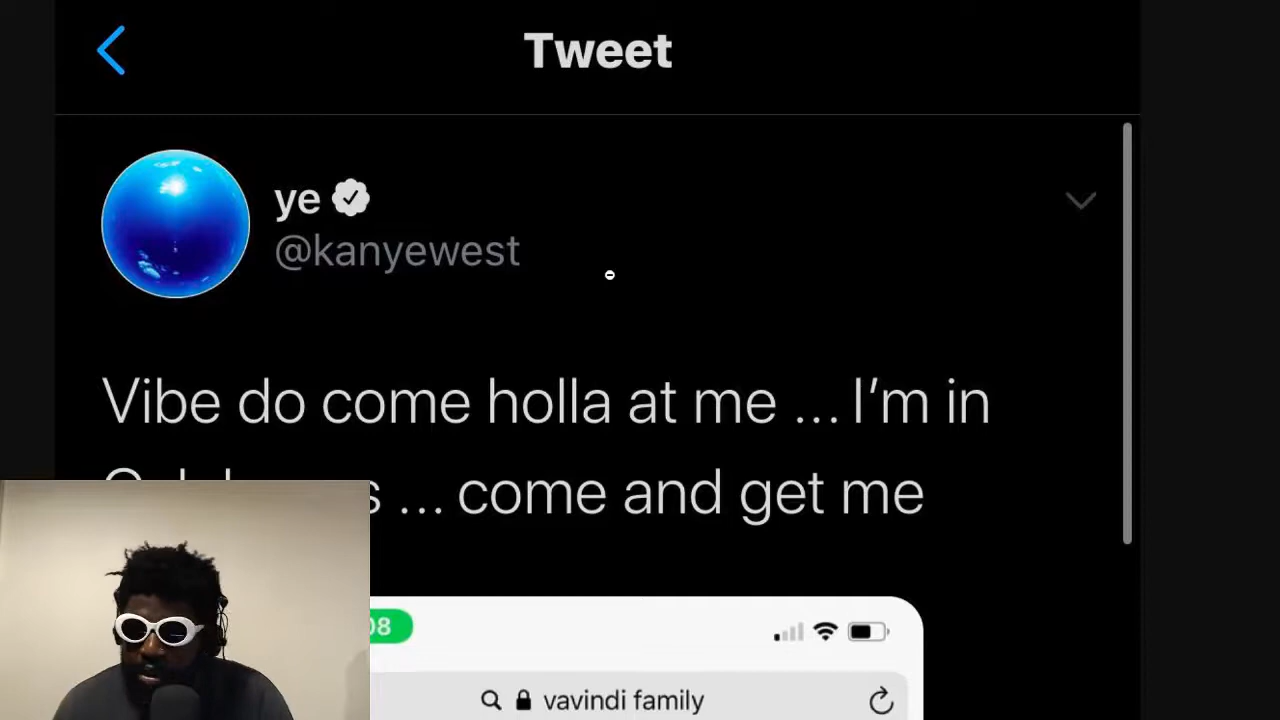 Tweet
ye
@kanyewest
Vibe do come holla at me ... I'm in
... come and get me
08
vavindi family